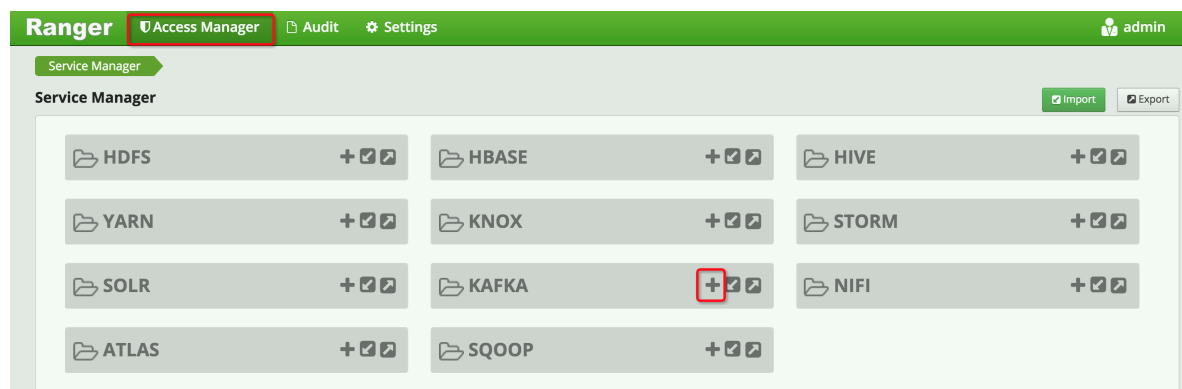 Ranger Access Manager Audit Settings admin
Service Manager
Service Manager Import Export
HDFS HBASE HIVE
YARN KNOX STORM
SOLR KAFKA NIFI
ATLAS SQOOP